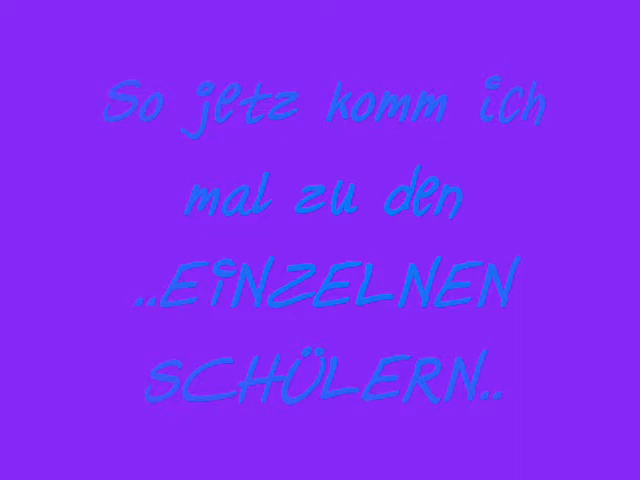 So jetz komm ich
mal zu den
..EiNZELNEN
SCHÜLERN..